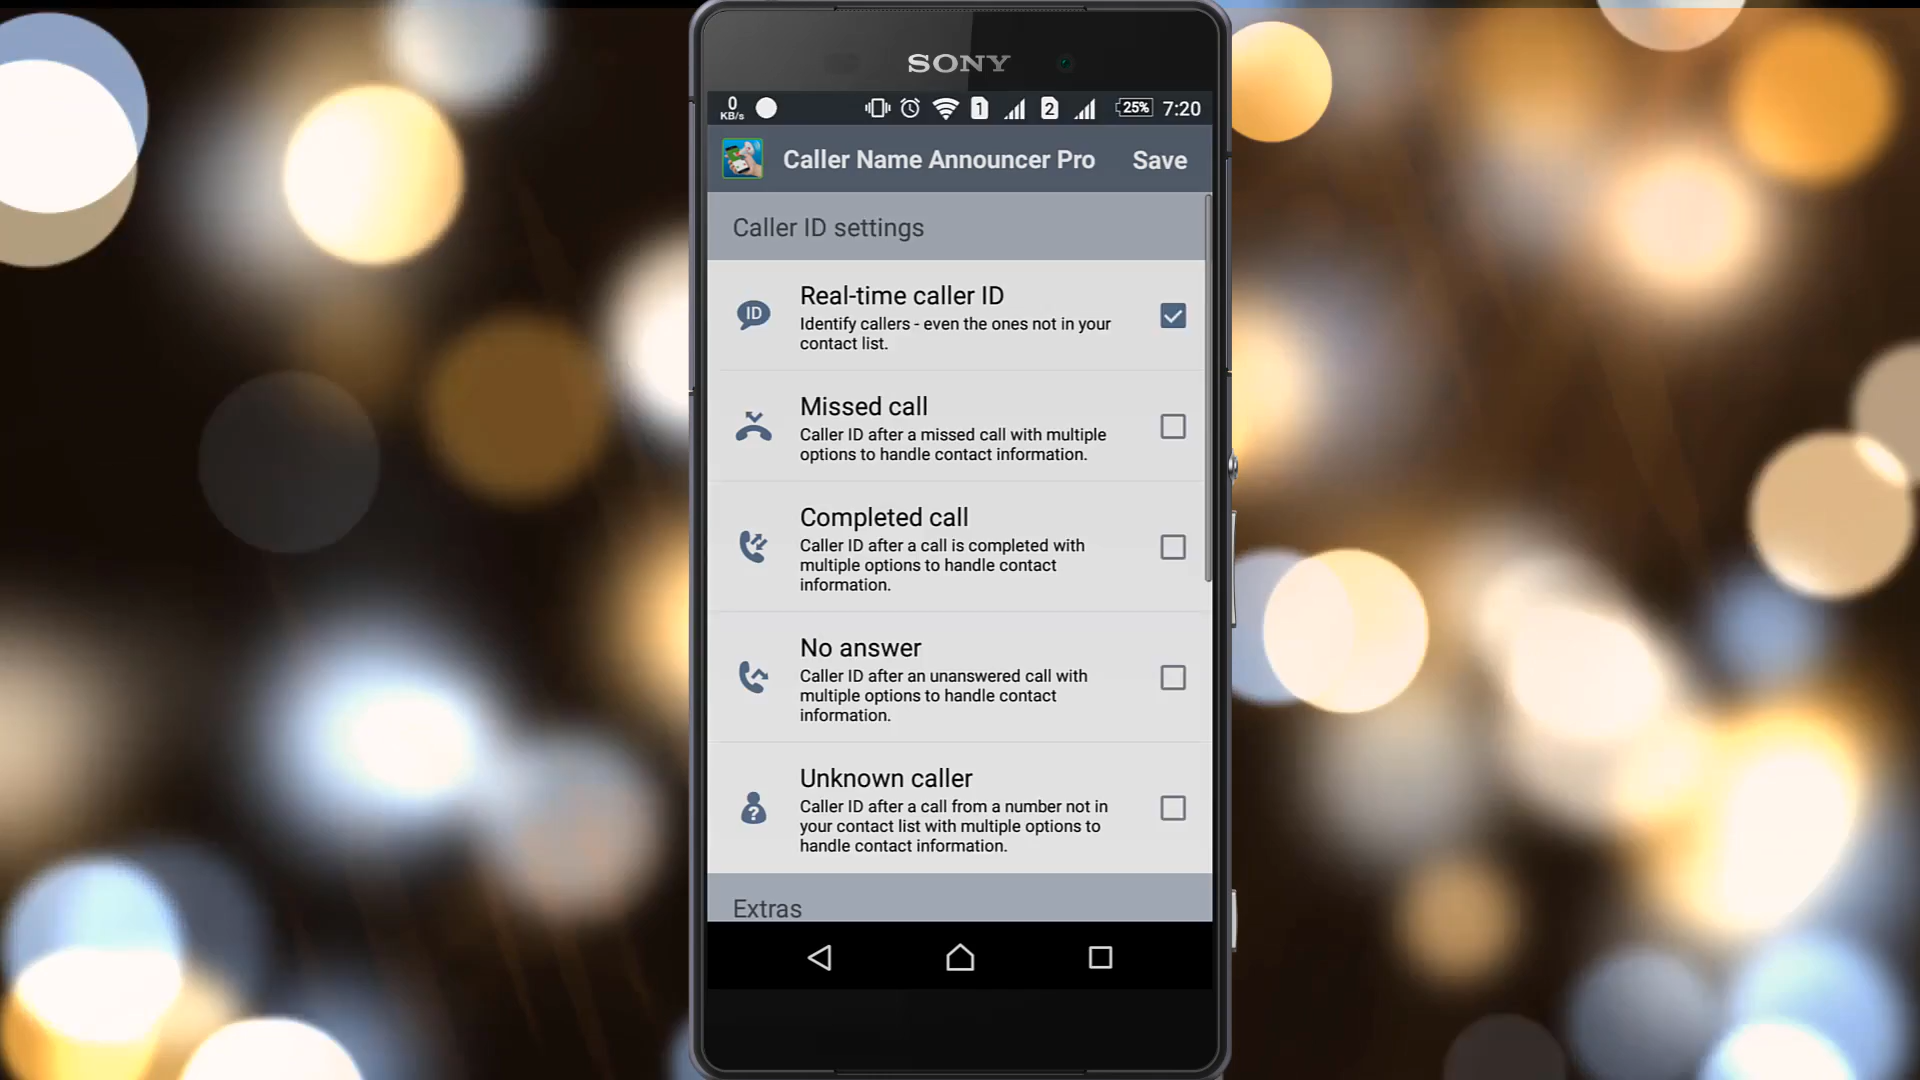 SONY
0
KB/s
1
2
25%
7:20
Caller Name Announcer Pro
Save
Caller ID settings
ID
Real-time caller ID
Identify callers - even the ones not in your
contact list.
Missed call
Caller ID after a missed call with multiple
options to handle contact information.
Completed call
Caller ID after a call is completed with
multiple options to handle contact
information.
No answer
Caller ID after an unanswered call with
multiple options to handle contact
information.
?
Unknown caller
Caller ID after a call from a number not in
your contact list with multiple options to
handle contact information.
Extras